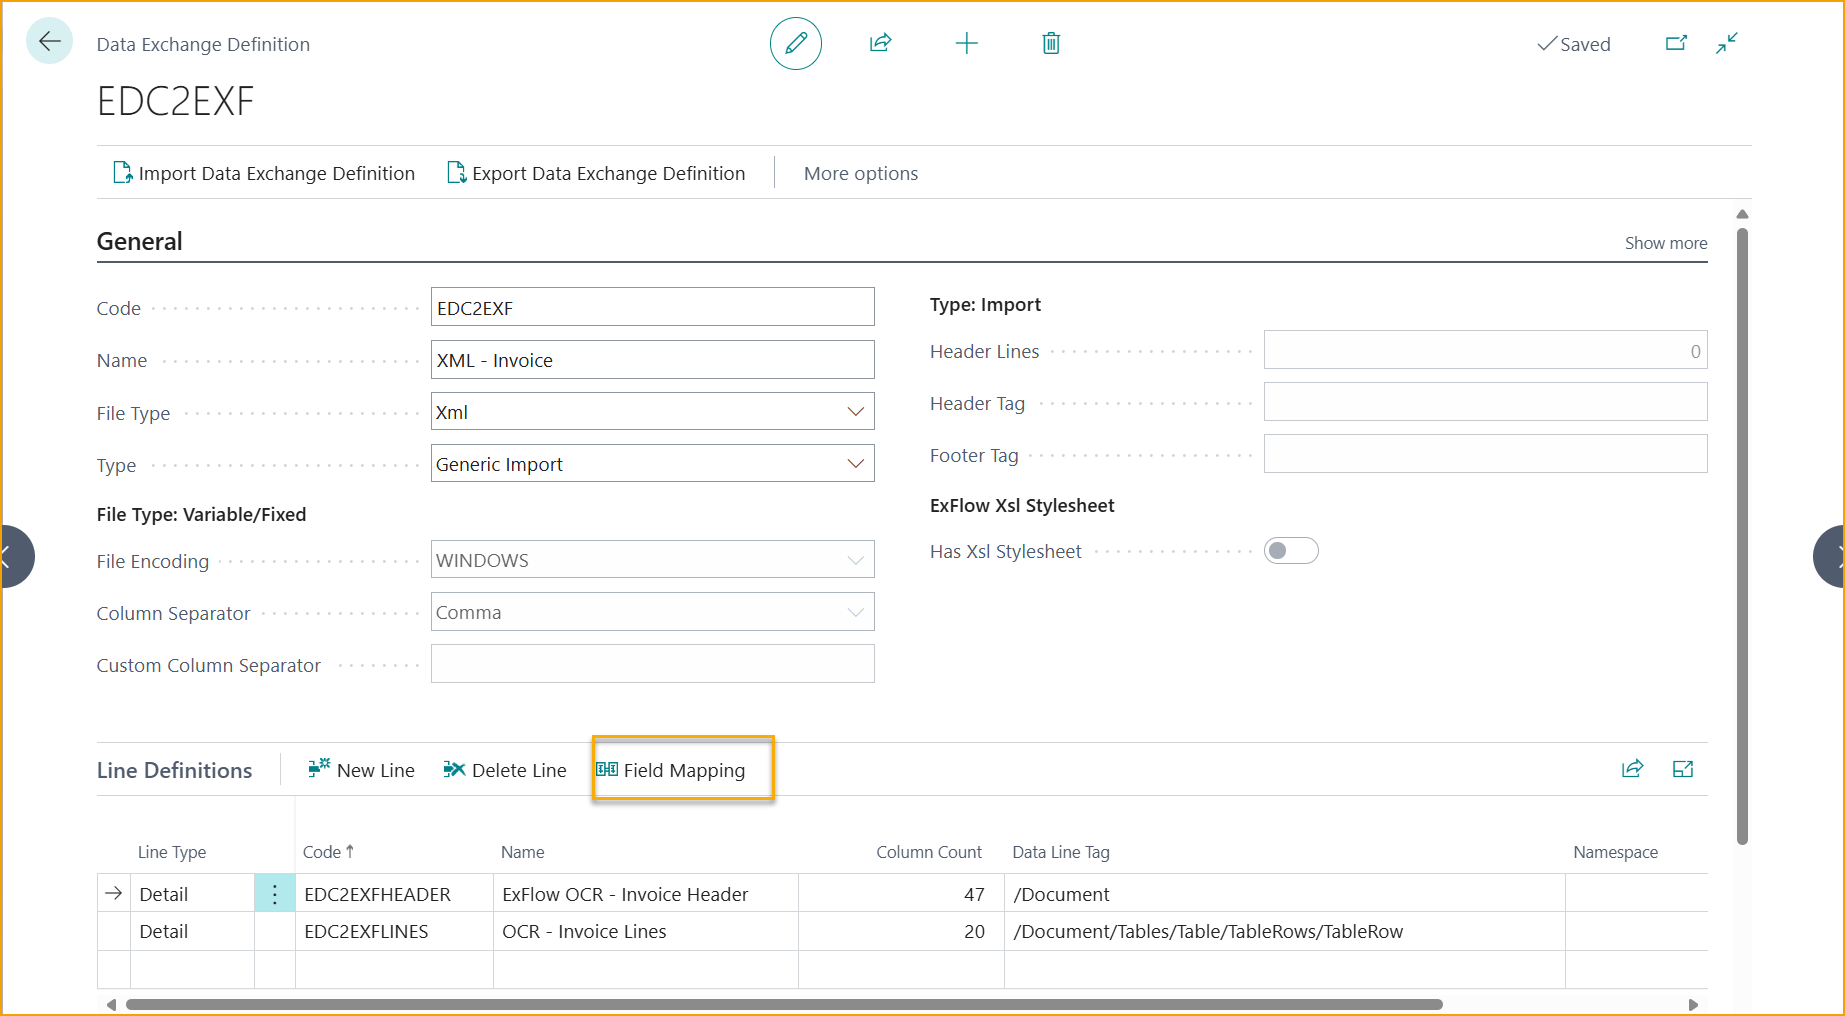 Data Exchange Definition
Saved
EDC2EXF
Import Data Exchange Definition
Export Data Exchange Definition
More options
General
Show more
Code
EDC2EXF
Name
XML - Invoice
File Type
Xml
Type
Generic Import
File Type: Variable/Fixed
File Encoding
WINDOWS
Column Separator
Comma
Custom Column Separator
Type: Import
Header Lines
0
Header Tag
Footer Tag
ExFlow Xsl Stylesheet
Has Xsl Stylesheet
Line Definitions
New Line
Delete Line
Field Mapping
Line Type
Code ↑
Name
Column Count
Data Line Tag
Namespace
Detail
EDC2EXFHEADER
ExFlow OCR - Invoice Header
47
/Document
Detail
EDC2EXFLINES
OCR - Invoice Lines
20
/Document/Tables/Table/TableRows/TableRow